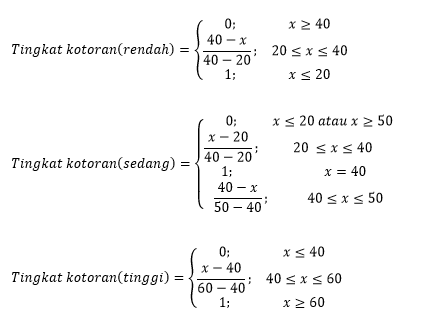 0; x ≥ 40
Tingkat kotoran(rendah) = { 40 − x / 40 − 20; 20 ≤ x ≤ 40
1; x ≤ 20
0; x ≤ 20 atau x ≥ 50
x − 20 / 40 − 20; 20 ≤ x ≤ 40
Tingkat kotoran(sedang) = { 1; x = 40
40 − x / 50 − 40; 40 ≤ x ≤ 50
0; x ≤ 40
Tingkat kotoran(tinggi) = { x − 40 / 60 − 40; 40 ≤ x ≤ 60
1; x ≥ 60